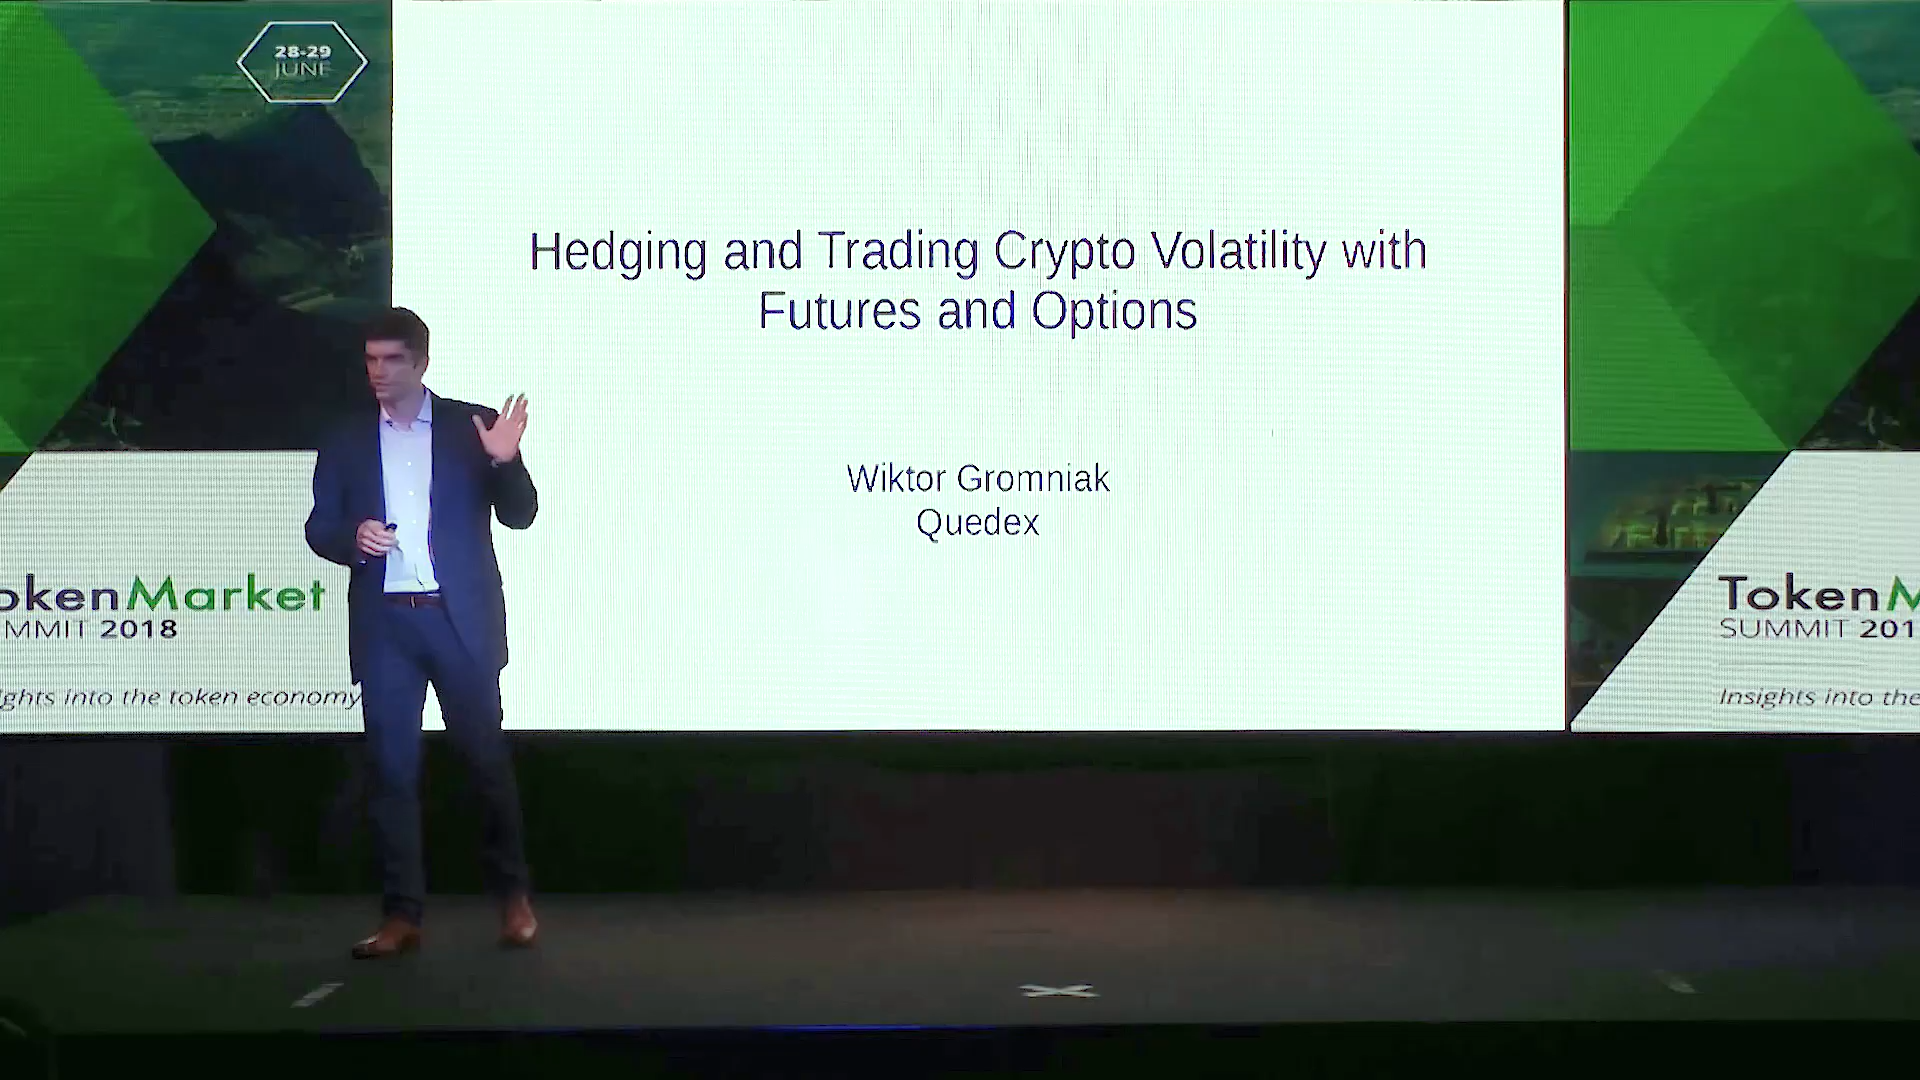 28-29
JUNE
Hedging and Trading Crypto Volatility with
Futures and Options
Wiktor Gromniak
Quedex
okenMarket
MMIT 2018
ghts into the token economy
TokenM
SUMMIT 201
Insights into the